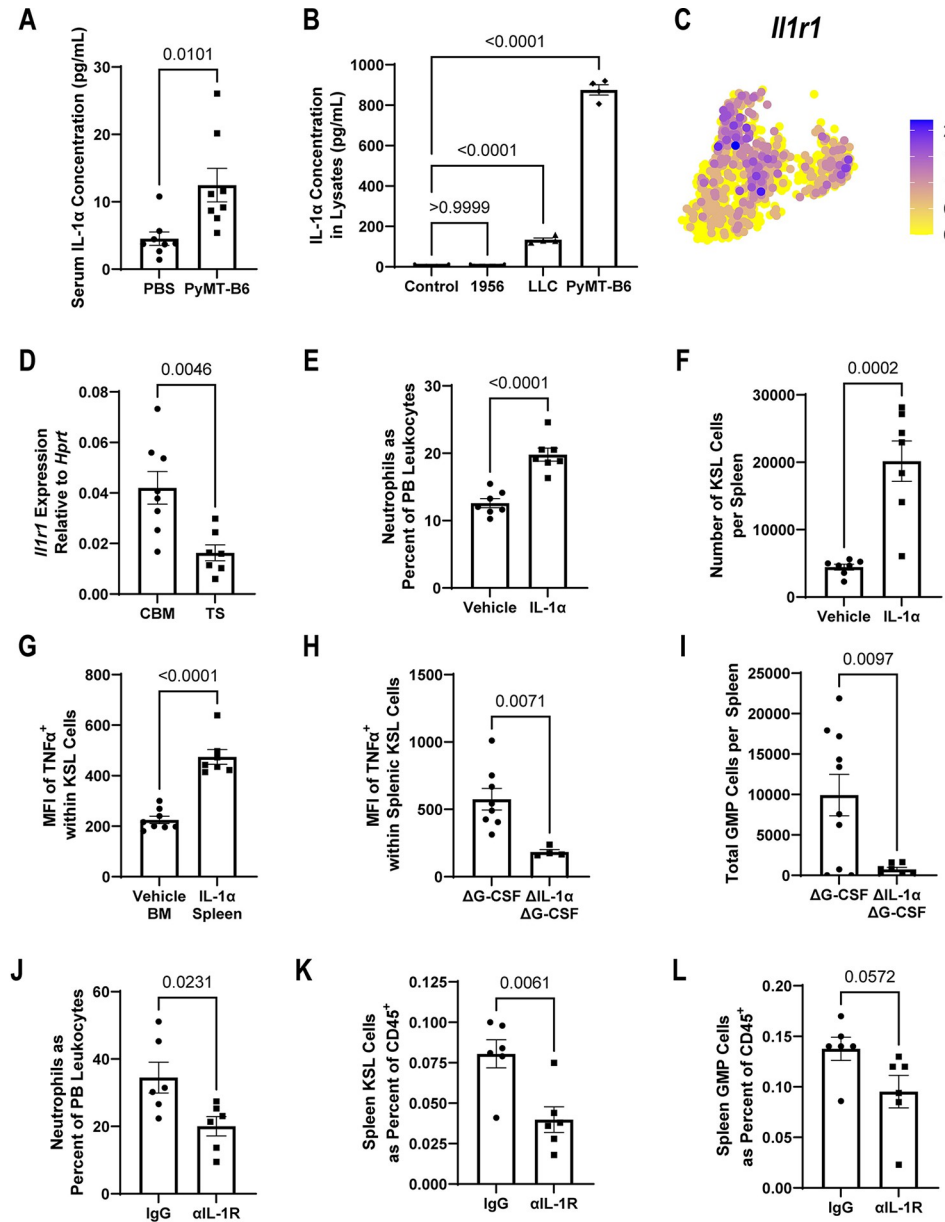 A
Serum IL-1α Concentration (pg/mL)
30
20
10
0
0.0101
PBS
PyMT-B6
B
IL-1α Concentration
in Lysates (pg/mL)
1000
800
600
400
200
0
<0.0001
<0.0001
>0.9999
Control
1956
LLC
PyMT-B6
C
Il1r1
D
Il1r1 Expression
Relative to Hprt
0.08
0.06
0.04
0.02
0.00
0.0046
CBM
TS
E
Neutrophils as
Percent of PB Leukocytes
30
20
10
0
<0.0001
Vehicle
IL-1α
F
Number of KSL Cells
per Spleen
30000
20000
10000
0
0.0002
Vehicle
IL-1α
G
MFI of TNFα+
within KSL Cells
800
600
400
200
0
<0.0001
Vehicle
BM
IL-1α
Spleen
H
MFI of TNFα+
within Splenic KSL Cells
1500
1000
500
0
0.0071
ΔG-CSF
ΔIL-1α
ΔG-CSF
I
Total GMP Cells per Spleen
25000
20000
15000
10000
5000
0
0.0097
ΔG-CSF
ΔIL-1α
ΔG-CSF
J
Neutrophils as
Percent of PB Leukocytes
60
40
20
0
0.0231
IgG
αIL-1R
K
Spleen KSL Cells
as Percent of CD45+
0.125
0.100
0.075
0.050
0.025
0.000
0.0061
IgG
αIL-1R
L
Spleen GMP Cells
as Percent of CD45+
0.20
0.15
0.10
0.05
0.00
0.0572
IgG
αIL-1R